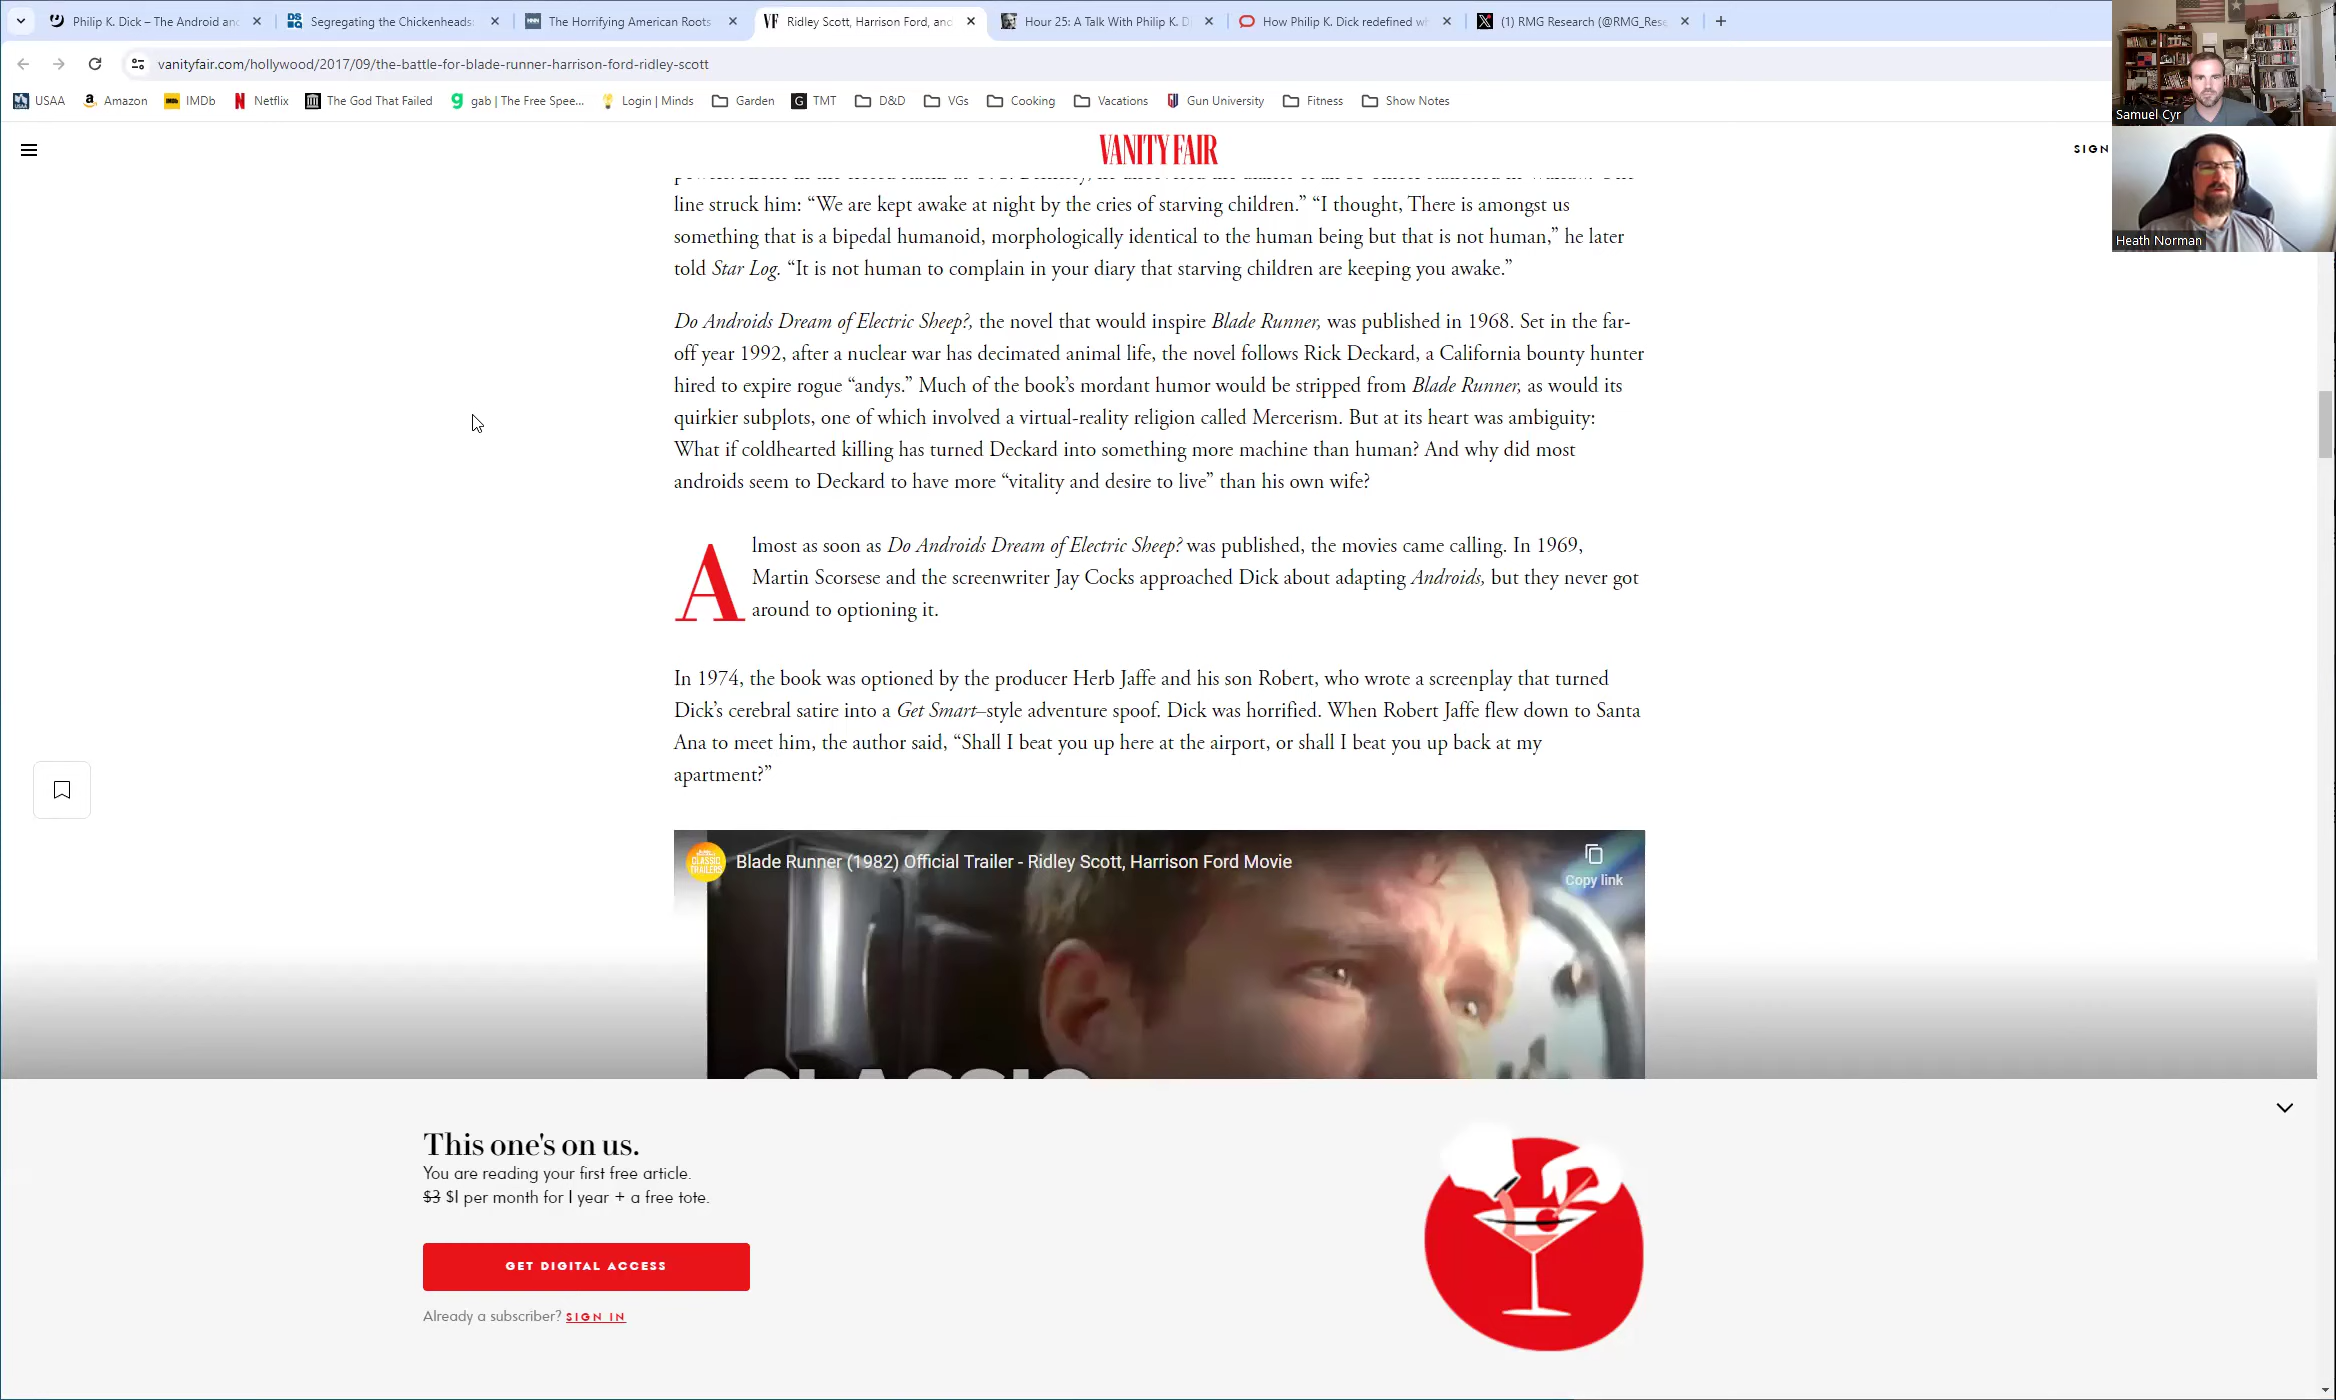 Philip K. Dick – The Android and
Segregating the Chickenheads:
The Horrifying American Roots
Ridley Scott, Harrison Ford, and
Hour 25: A Talk With Philip K. D
How Philip K. Dick redefined wh
(1) RMG Research (@RMG_Rese
vanityfair.com/hollywood/2017/09/the-battle-for-blade-runner-harrison-ford-ridley-scott
USAA
Amazon
IMDb
Netflix
The God That Failed
gab | The Free Spee...
Login | Minds
Garden
TMT
D&D
VGs
Cooking
Vacations
Gun University
Fitness
Show Notes
Samuel Cyr
VANITY FAIR
SIGN
Heath Norman
line struck him: “We are kept awake at night by the cries of starving children.” “I thought, There is amongst us
something that is a bipedal humanoid, morphologically identical to the human being but that is not human,” he later
told Star Log. “It is not human to complain in your diary that starving children are keeping you awake.”
Do Androids Dream of Electric Sheep?, the novel that would inspire Blade Runner, was published in 1968. Set in the far-
off year 1992, after a nuclear war has decimated animal life, the novel follows Rick Deckard, a California bounty hunter
hired to expire rogue “andys.” Much of the book’s mordant humor would be stripped from Blade Runner, as would its
quirkier subplots, one of which involved a virtual-reality religion called Mercerism. But at its heart was ambiguity:
What if coldhearted killing has turned Deckard into something more machine than human? And why did most
androids seem to Deckard to have more “vitality and desire to live” than his own wife?
Almost as soon as Do Androids Dream of Electric Sheep? was published, the movies came calling. In 1969,
Martin Scorsese and the screenwriter Jay Cocks approached Dick about adapting Androids, but they never got
around to optioning it.
In 1974, the book was optioned by the producer Herb Jaffe and his son Robert, who wrote a screenplay that turned
Dick’s cerebral satire into a Get Smart–style adventure spoof. Dick was horrified. When Robert Jaffe flew down to Santa
Ana to meet him, the author said, “Shall I beat you up here at the airport, or shall I beat you up back at my
apartment?”
CLASSIC
TRAILERS
Blade Runner (1982) Official Trailer - Ridley Scott, Harrison Ford Movie
Copy link
CLASSIC
This one's on us.
You are reading your first free article.
$3 $1 per month for 1 year + a free tote.
GET DIGITAL ACCESS
Already a subscriber? SIGN IN